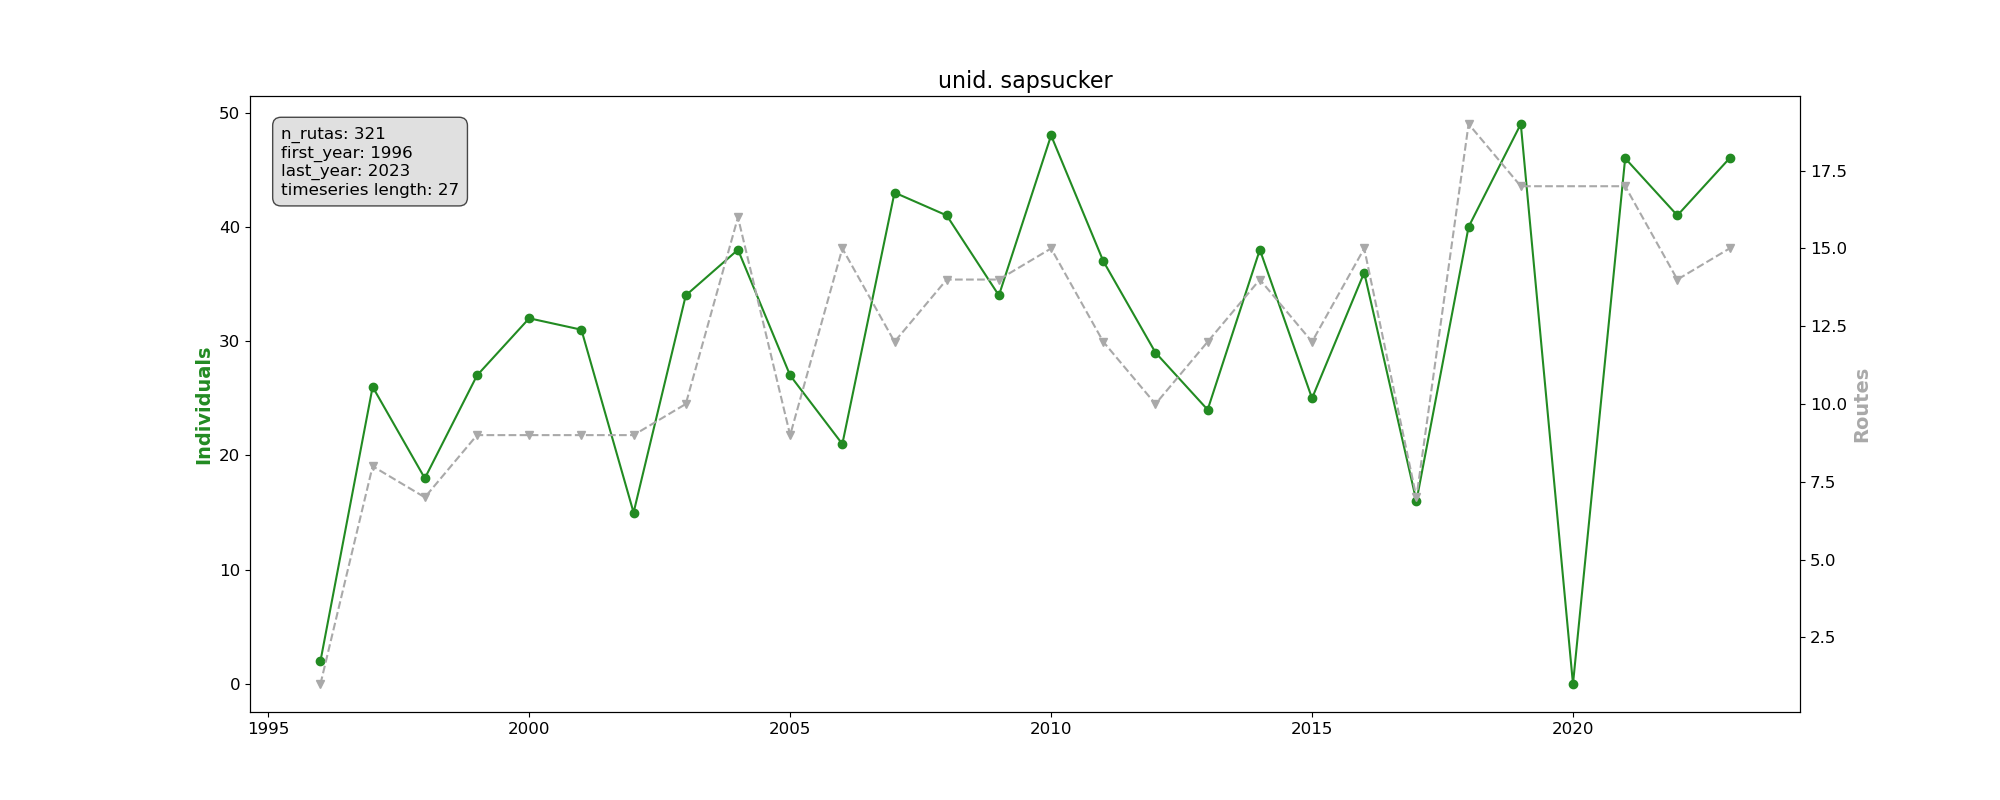 unid. sapsucker
n_rutas: 321
first_year: 1996
last_year: 2023
timeseries length: 27
50
40
30
20
10
0
Individuals
17.5
15.0
12.5
10.0
7.5
5.0
2.5
Routes
1995
2000
2005
2010
2015
2020